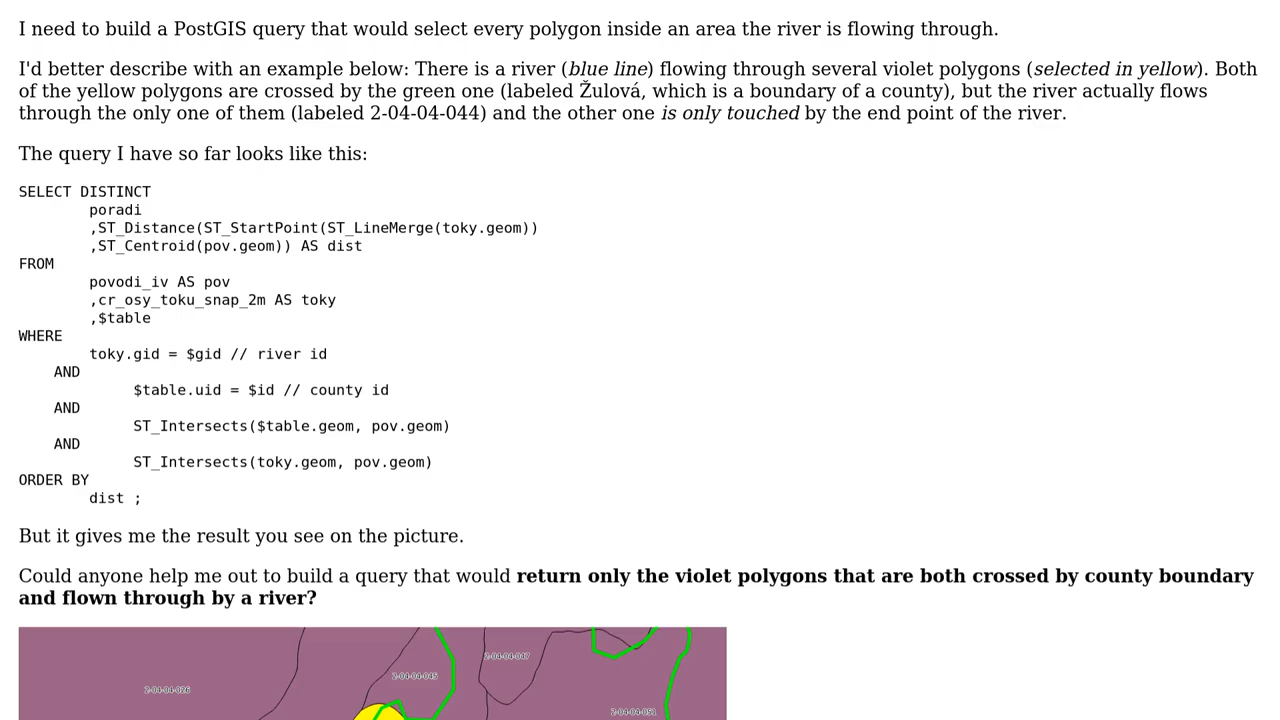 I need to build a PostGIS query that would select every polygon inside an area the river is flowing through.
I'd better describe with an example below: There is a river (blue line) flowing through several violet polygons (selected in yellow). Both
of the yellow polygons are crossed by the green one (labeled Žulová, which is a boundary of a county), but the river actually flows
through the only one of them (labeled 2-04-04-044) and the other one is only touched by the end point of the river.
The query I have so far looks like this:
SELECT DISTINCT
        poradi
        ,ST_Distance(ST_StartPoint(ST_LineMerge(toky.geom))
        ,ST_Centroid(pov.geom)) AS dist
FROM
        povodi_iv AS pov
        ,cr_osy_toku_snap_2m AS toky
        ,$table
WHERE
        toky.gid = $gid // river id
    AND
             $table.uid = $id // county id
    AND
             ST_Intersects($table.geom, pov.geom)
    AND
             ST_Intersects(toky.geom, pov.geom)
ORDER BY
        dist ;
But it gives me the result you see on the picture.
Could anyone help me out to build a query that would return only the violet polygons that are both crossed by county boundary
and flown through by a river?
2-04-04-047
2-04-04-045
2-04-04-026
2-04-04-051